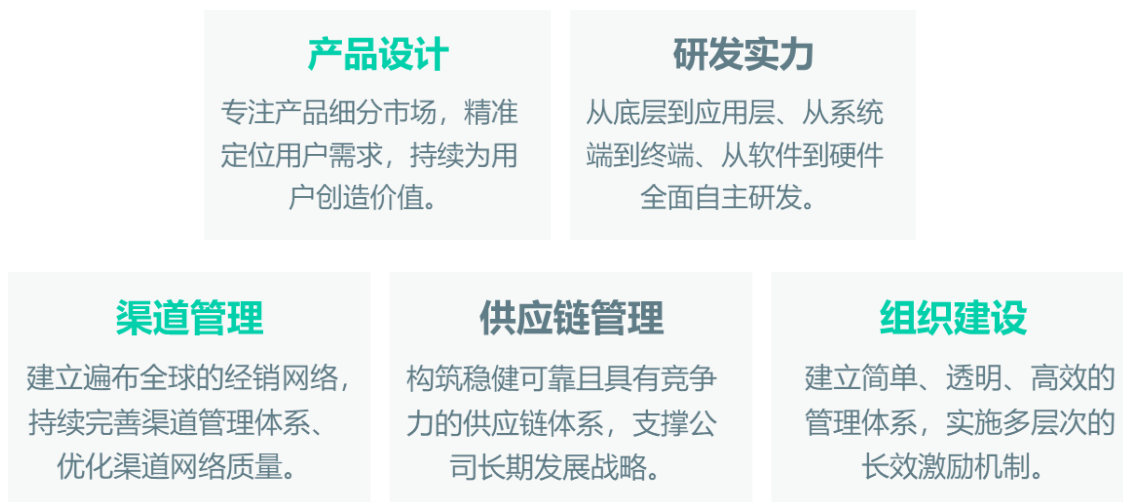 产品设计
专注产品细分市场，精准
定位用户需求，持续为用
户创造价值。
研发实力
从底层到应用层、从系统
端到终端、从软件到硬件
全面自主研发。
渠道管理
建立遍布全球的经销网络，
持续完善渠道管理体系、
优化渠道网络质量。
供应链管理
构筑稳健可靠且具有竞争
力的供应链体系，支撑公
司长期发展战略。
组织建设
建立简单、透明、高效的
管理体系，实施多层次的
长效激励机制。